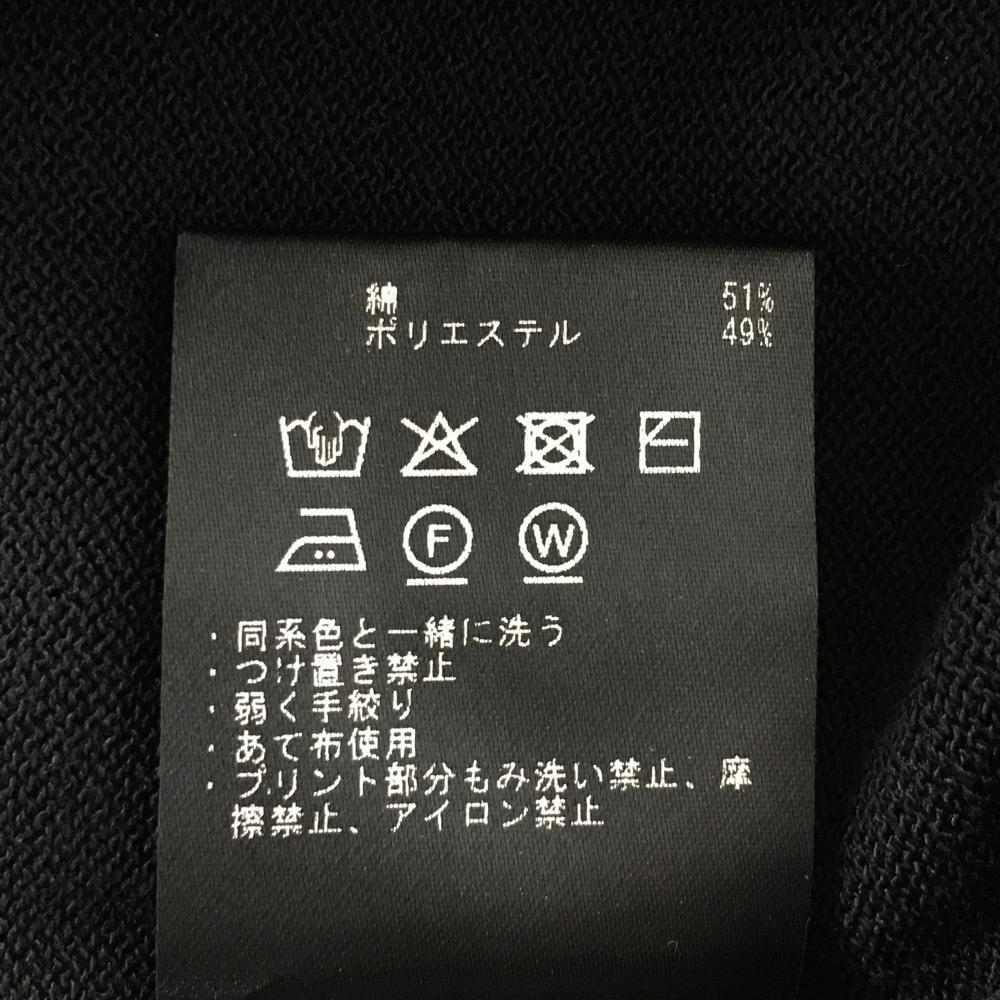 綿 51%
ポリエステル 49%
F W
・同系色と一緒に洗う
・つけ置き禁止
・弱く手絞り
・あて布使用
・プリント部分もみ洗い禁止、摩
擦禁止、アイロン禁止